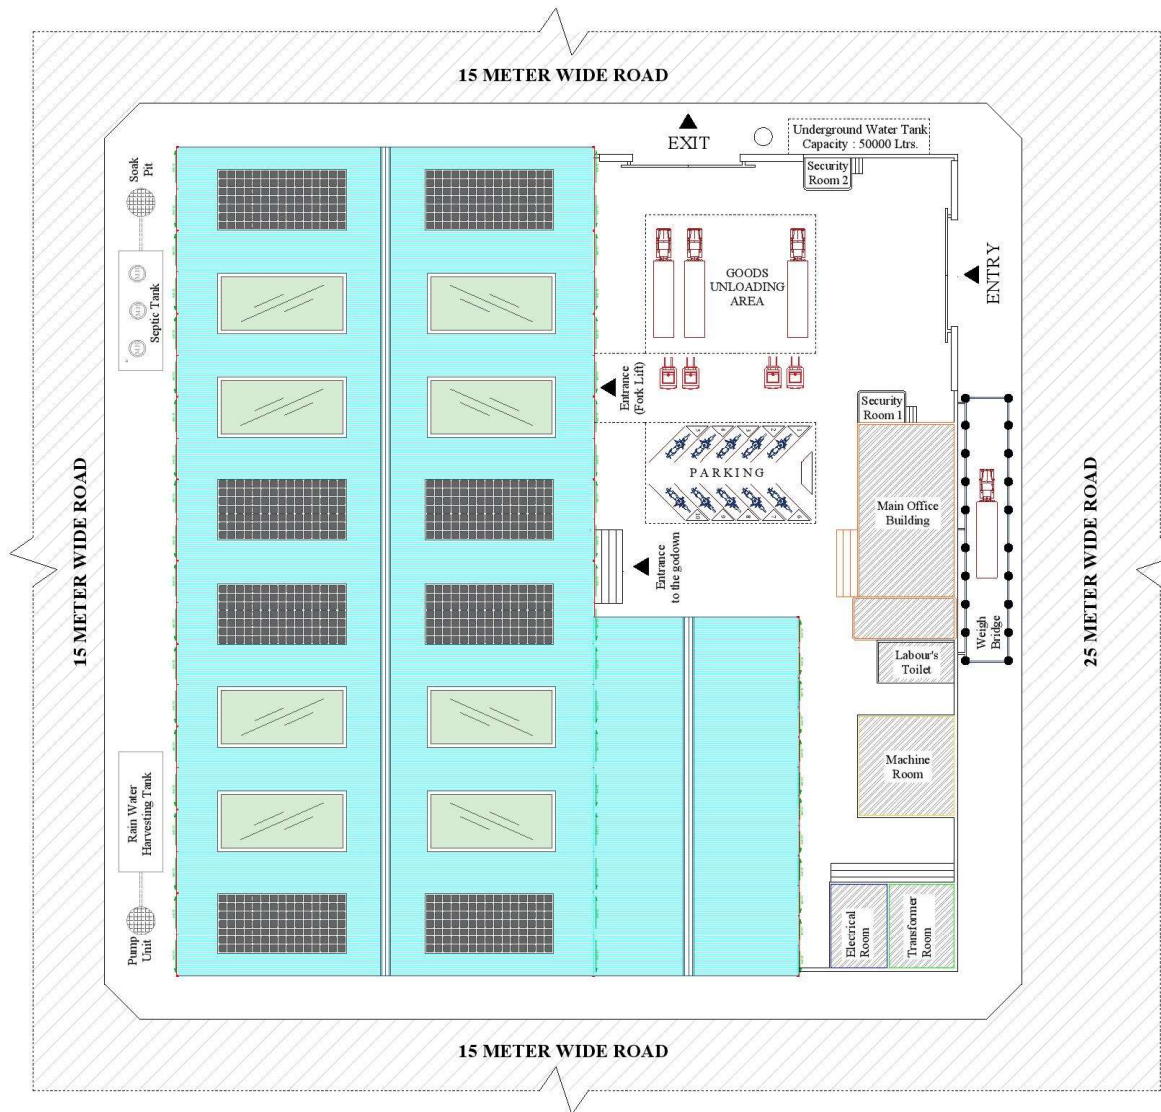 15 METER WIDE ROAD
EXIT
Underground Water Tank
Capacity : 50000 Ltrs.
Security
Room 2
Soak
Pit
Septic Tank
GOODS
UNLOADING
AREA
ENTRY
Entrance
(Fork Lift)
Security
Room 1
PARKING
Main Office
Building
15 METER WIDE ROAD
25 METER WIDE ROAD
Entrance
to the godown
Weigh
Bridge
Labour's
Toilet
Machine
Room
Rain Water
Harvesting Tank
Pump
Unit
Electrical
Room
Transformer
Room
15 METER WIDE ROAD